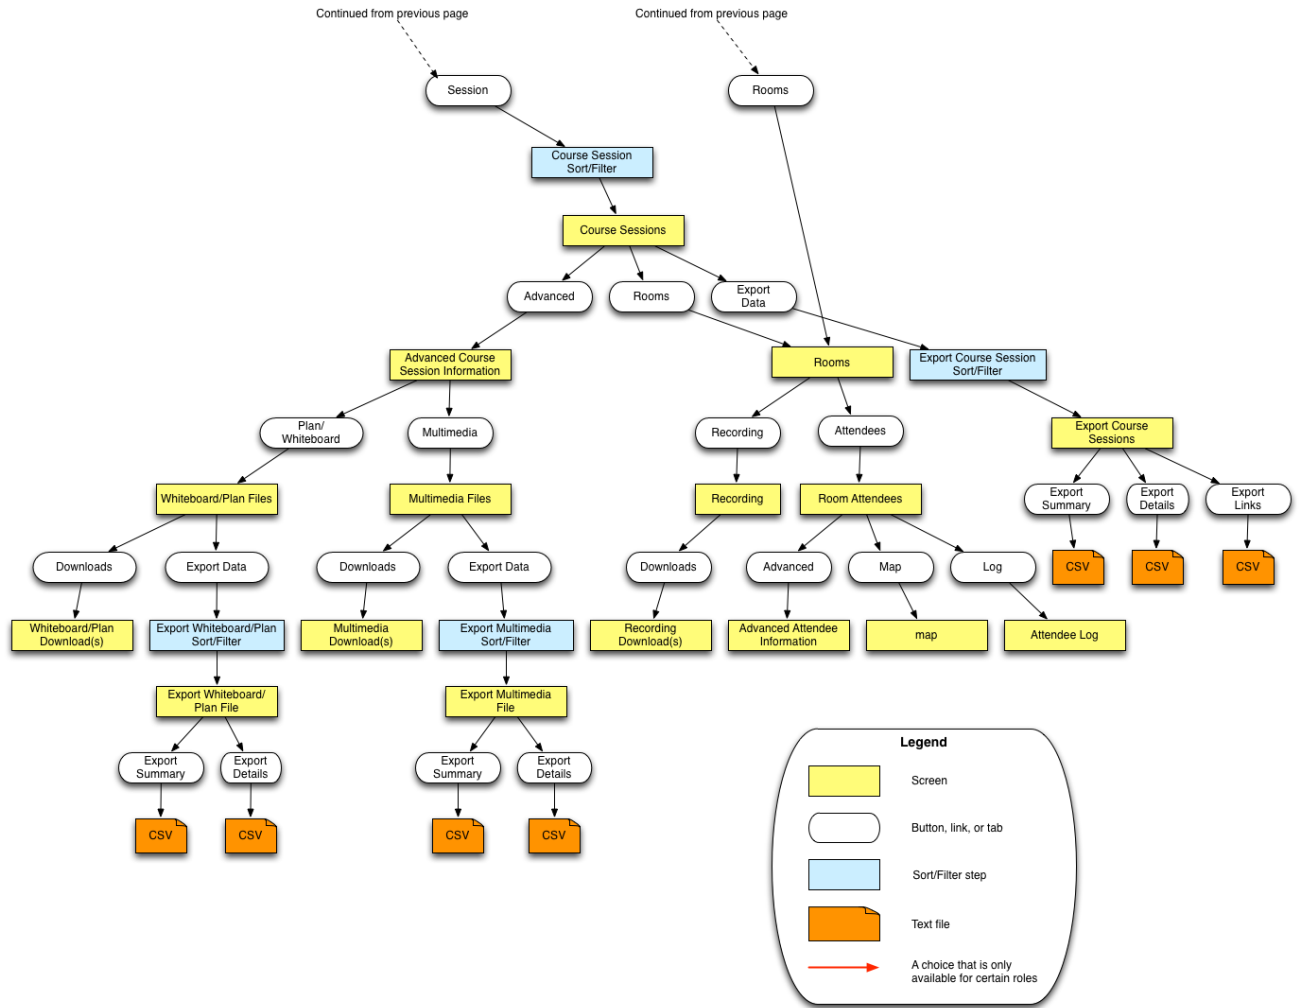 Continued from previous page
Continued from previous page
Session
Rooms
Course Session
Sort/Filter
Course Sessions
Advanced
Rooms
Export
Data
Advanced Course
Session Information
Rooms
Export Course Session
Sort/Filter
Plan/
Whiteboard
Multimedia
Recording
Attendees
Export Course
Sessions
Whiteboard/Plan Files
Multimedia Files
Recording
Room Attendees
Export
Summary
Export
Details
Export
Links
Downloads
Export Data
Downloads
Export Data
Downloads
Advanced
Map
Log
CSV
CSV
CSV
Whiteboard/Plan
Download(s)
Export Whiteboard/Plan
Sort/Filter
Multimedia
Download(s)
Export Multimedia
Sort/Filter
Recording
Download(s)
Advanced Attendee
Information
map
Attendee Log
Export Whiteboard/
Plan File
Export Multimedia
File
Export
Summary
Export
Details
Export
Summary
Export
Details
CSV
CSV
CSV
CSV
Legend
Screen
Button, link, or tab
Sort/Filter step
Text file
A choice that is only
available for certain roles